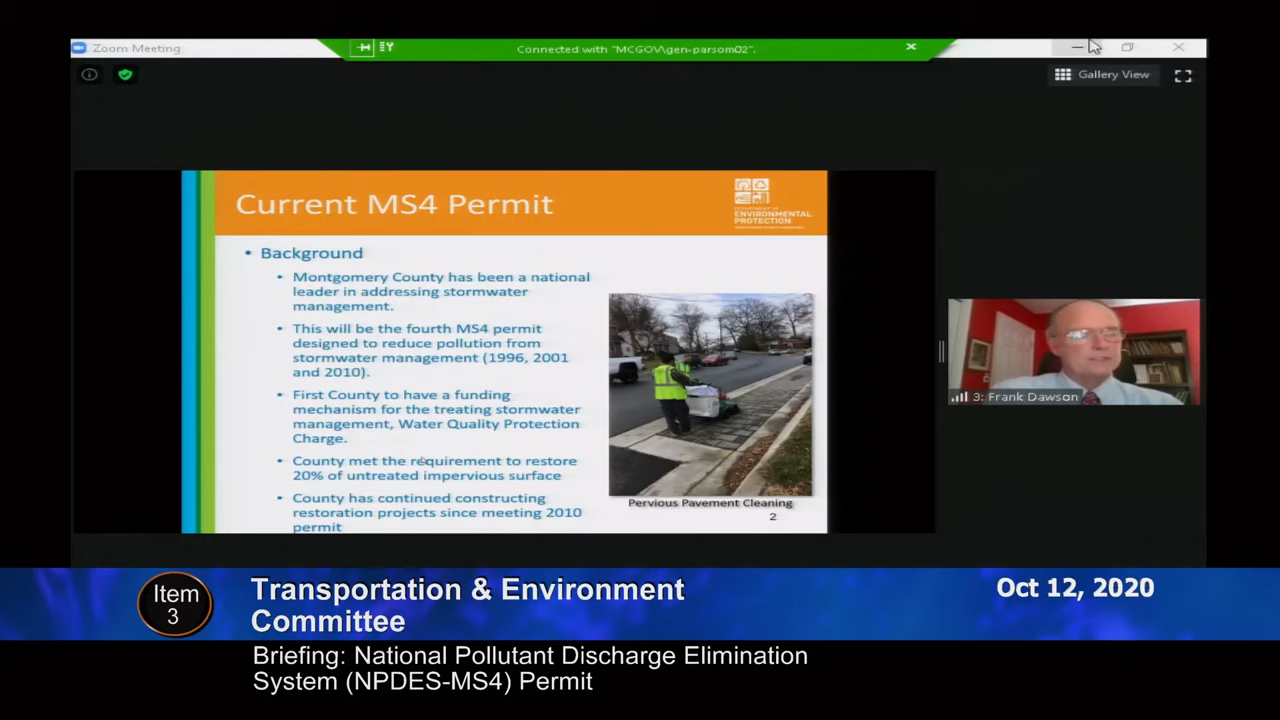 Zoom Meeting
Connected with "MCGOV\gen-parsom02".
Gallery View
Current MS4 Permit
ENVIRONMENTAL
PROTECTION
• Background
• Montgomery County has been a national
leader in addressing stormwater
management.
• This will be the fourth MS4 permit
designed to reduce pollution from
stormwater management (1996, 2001
and 2010).
• First County to have a funding
mechanism for the treating stormwater
management, Water Quality Protection
Charge.
• County met the requirement to restore
20% of untreated impervious surface
• County has continued constructing
restoration projects since meeting 2010
permit
Pervious Pavement Cleaning
2
3: Frank Dawson
Item
3
Transportation & Environment
Committee
Oct 12, 2020
Briefing: National Pollutant Discharge Elimination
System (NPDES-MS4) Permit